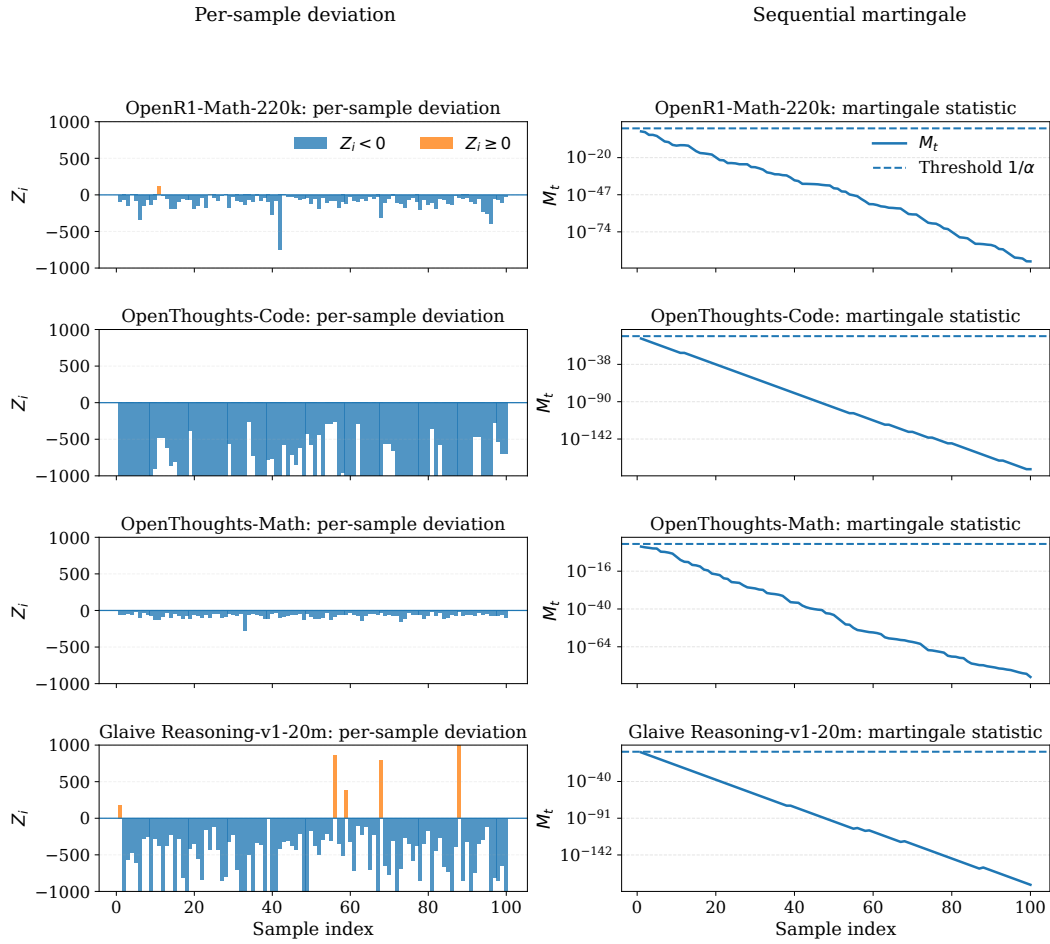 Per-sample deviation
Sequential martingale
OpenR1-Math-220k: per-sample deviation
1000
500
0
−500
−1000
Z_i
Z_i < 0
Z_i ≥ 0
OpenR1-Math-220k: martingale statistic
10^−20
10^−47
10^−74
M_t
M_t
Threshold 1/α
OpenThoughts-Code: per-sample deviation
1000
500
0
−500
−1000
Z_i
OpenThoughts-Code: martingale statistic
10^−38
10^−90
10^−142
M_t
OpenThoughts-Math: per-sample deviation
1000
500
0
−500
−1000
Z_i
OpenThoughts-Math: martingale statistic
10^−16
10^−40
10^−64
M_t
Glaive Reasoning-v1-20m: per-sample deviation
1000
500
0
−500
−1000
Z_i
0 20 40 60 80 100
Sample index
Glaive Reasoning-v1-20m: martingale statistic
10^−40
10^−91
10^−142
M_t
0 20 40 60 80 100
Sample index